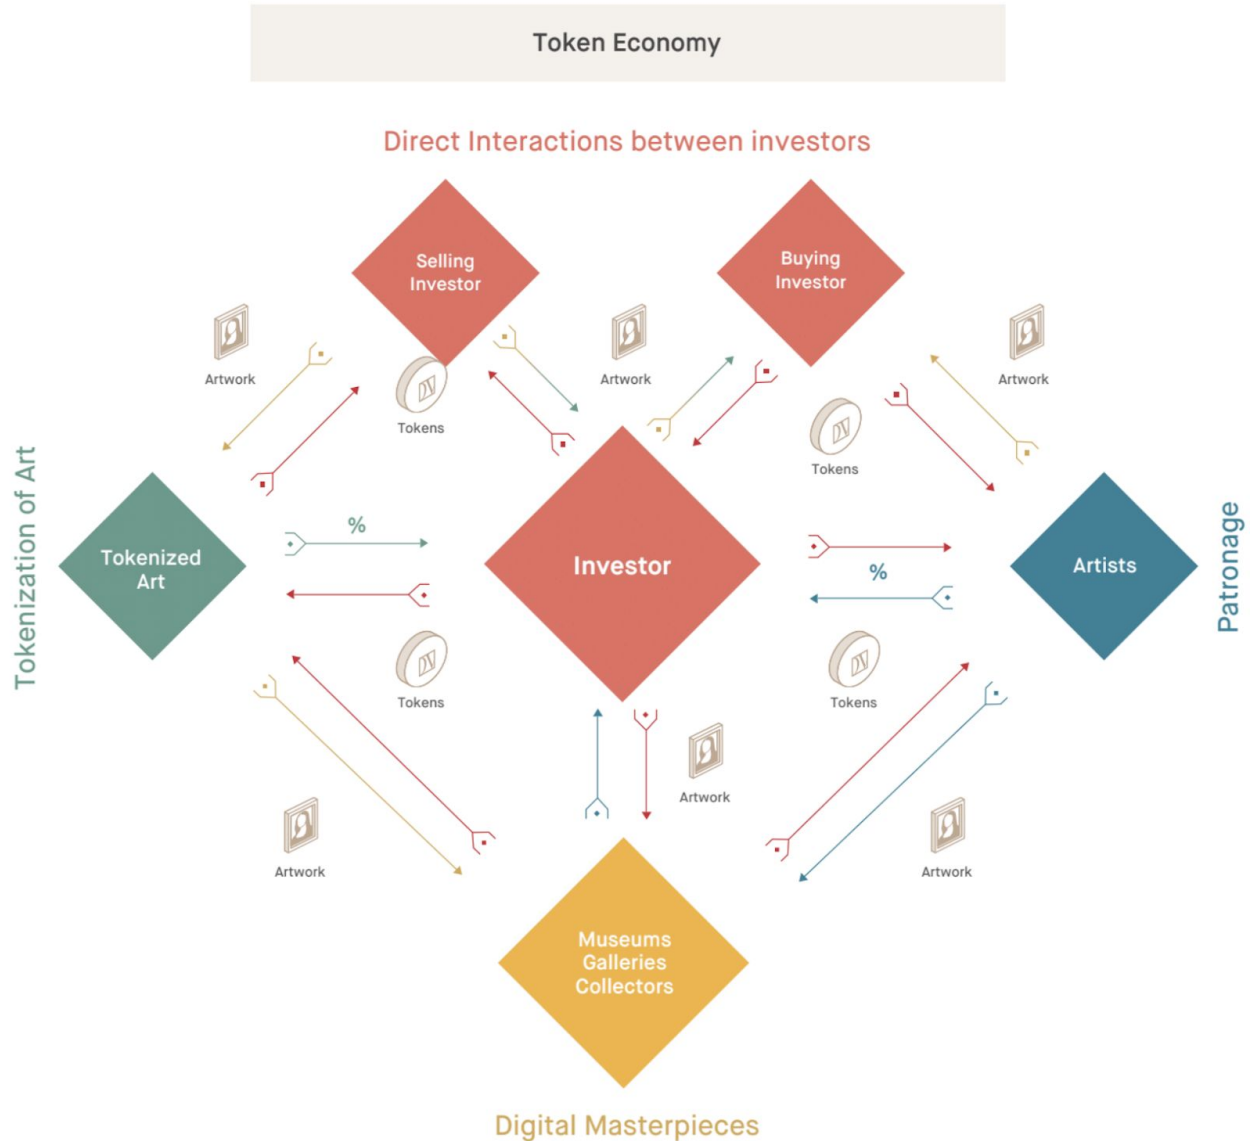 Token Economy
Direct Interactions between investors
Selling
Investor
Buying
Investor
Artwork
Artwork
Artwork
Tokens
Tokens
Tokenization of Art
%
Tokenized
Art
Investor
%
Artists
Patronage
Tokens
Tokens
Artwork
Artwork
Artwork
Museums
Galleries
Collectors
Digital Masterpieces